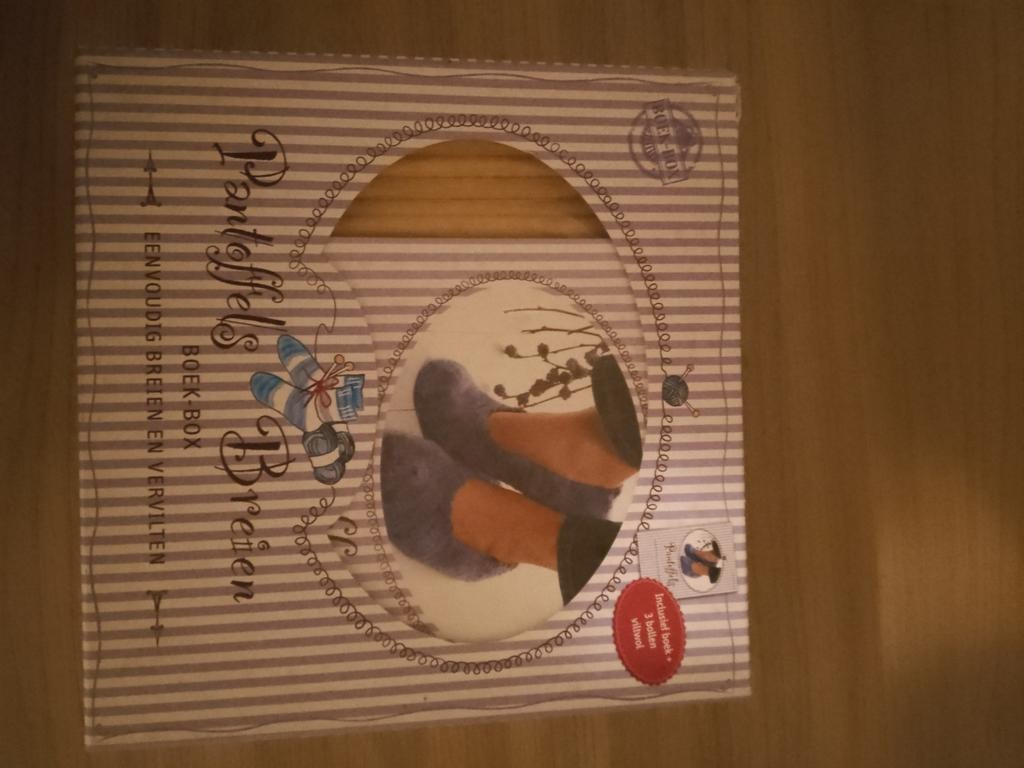 BOEK-BOX
Inclusief boek +
3 bollen
viltwol
Pantoffels Breien
BOEK-BOX
EENVOUDIG BREIEN EN VERVILTEN